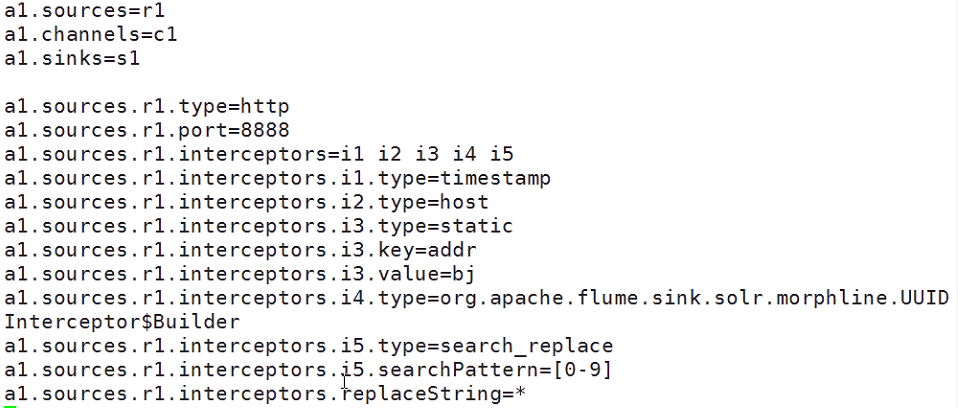 a1.sources=r1
a1.channels=c1
a1.sinks=s1
a1.sources.r1.type=http
a1.sources.r1.port=8888
a1.sources.r1.interceptors=i1 i2 i3 i4 i5
a1.sources.r1.interceptors.i1.type=timestamp
a1.sources.r1.interceptors.i2.type=host
a1.sources.r1.interceptors.i3.type=static
a1.sources.r1.interceptors.i3.key=addr
a1.sources.r1.interceptors.i3.value=bj
a1.sources.r1.interceptors.i4.type=org.apache.flume.sink.solr.morphline.UUID
Interceptor$Builder
a1.sources.r1.interceptors.i5.type=search_replace
a1.sources.r1.interceptors.i5.searchPattern=[0-9]
a1.sources.r1.interceptors.replaceString=*